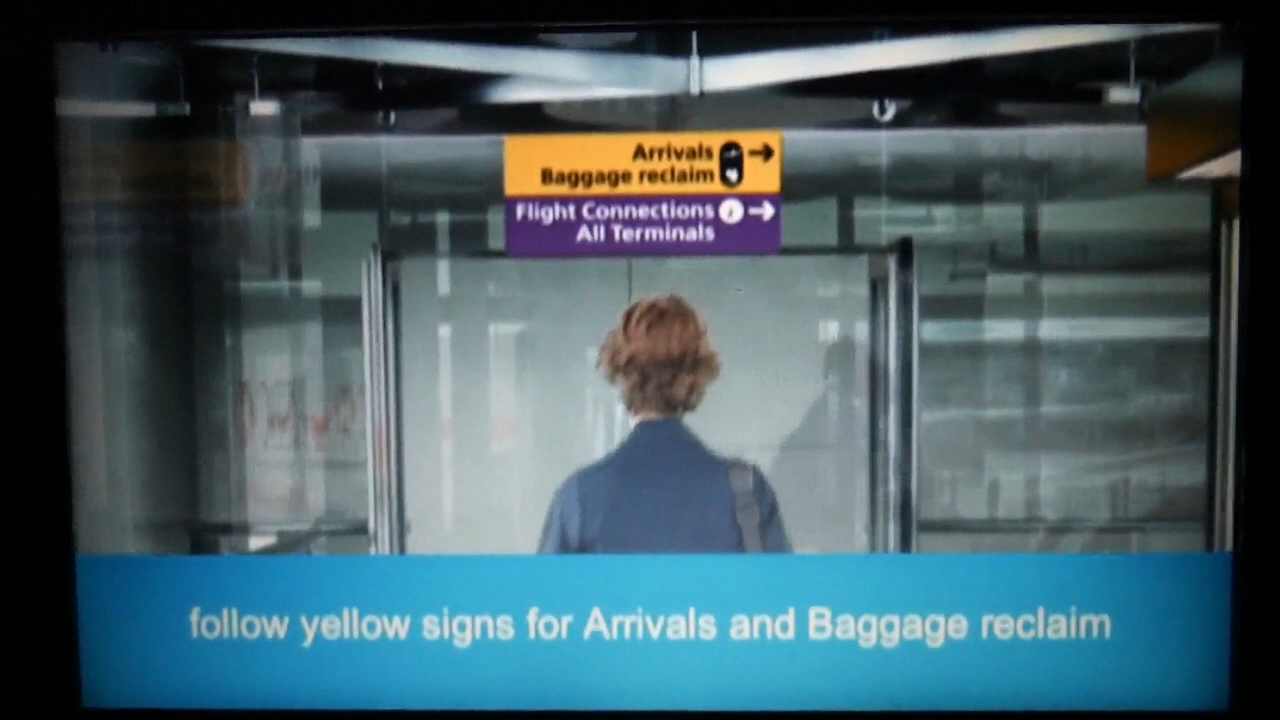 Arrivals
Baggage reclaim
Flight Connections
All Terminals
follow yellow signs for Arrivals and Baggage reclaim